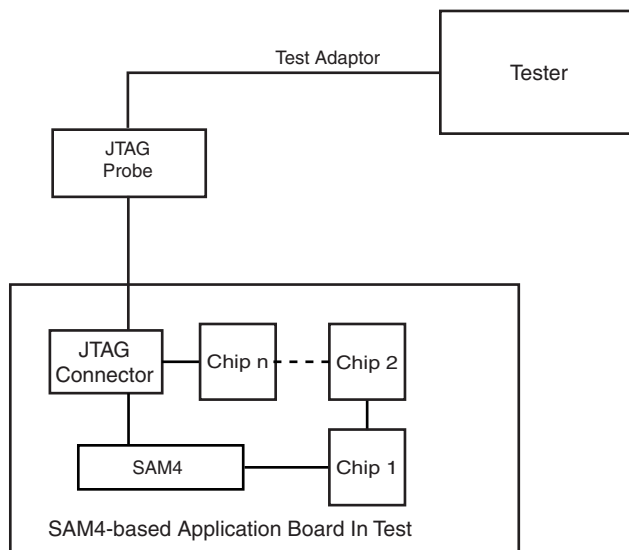 Test Adaptor
Tester
JTAG
Probe
JTAG
Connector
Chip n
Chip 2
SAM4
Chip 1
SAM4-based Application Board In Test